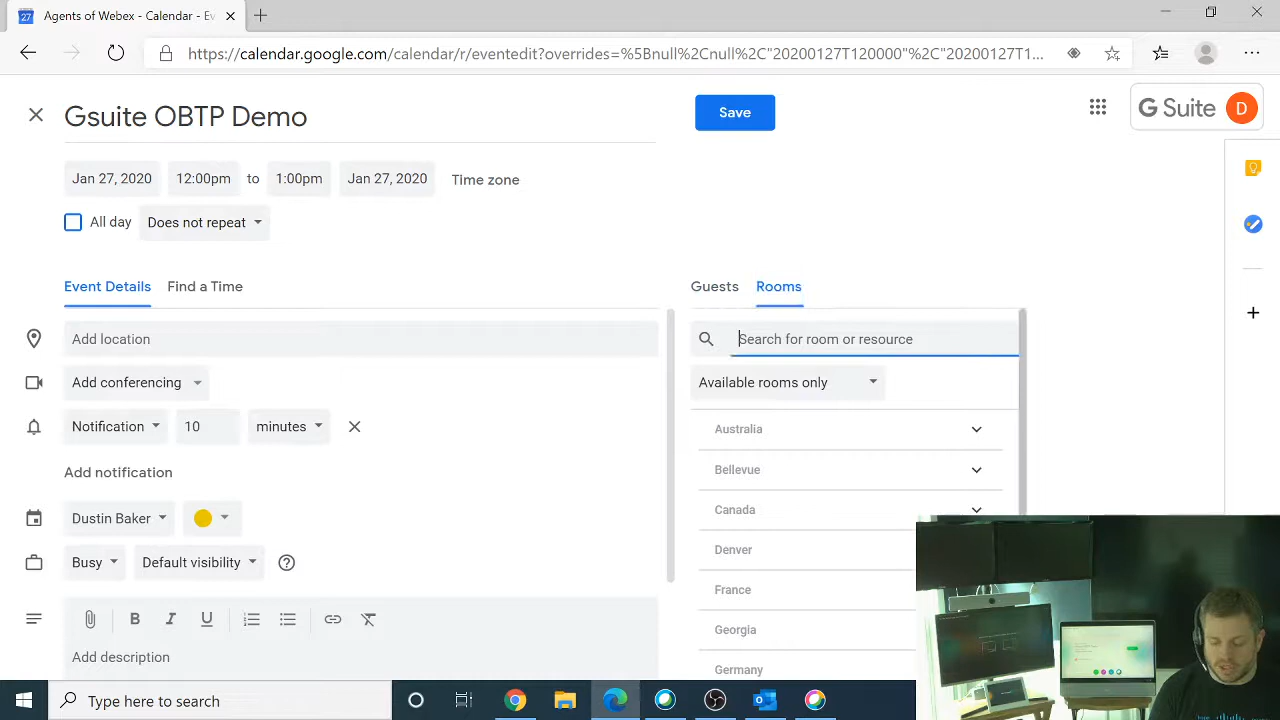 27
Agents of Webex - Calendar - Ev
https://calendar.google.com/calendar/r/eventedit?overrides=%5Bnull%2Cnull%2C"20200127T120000"%2C"20200127T1...
Gsuite OBTP Demo
Save
G Suite
D
Jan 27, 2020
12:00pm
to
1:00pm
Jan 27, 2020
Time zone
All day
Does not repeat
Event Details
Find a Time
Guests
Rooms
Add location
Search for room or resource
Add conferencing
Available rooms only
Notification
10
minutes
Australia
Add notification
Bellevue
Canada
Dustin Baker
Denver
Busy
Default visibility
France
B
I
U
Georgia
Add description
Germany
Type here to search